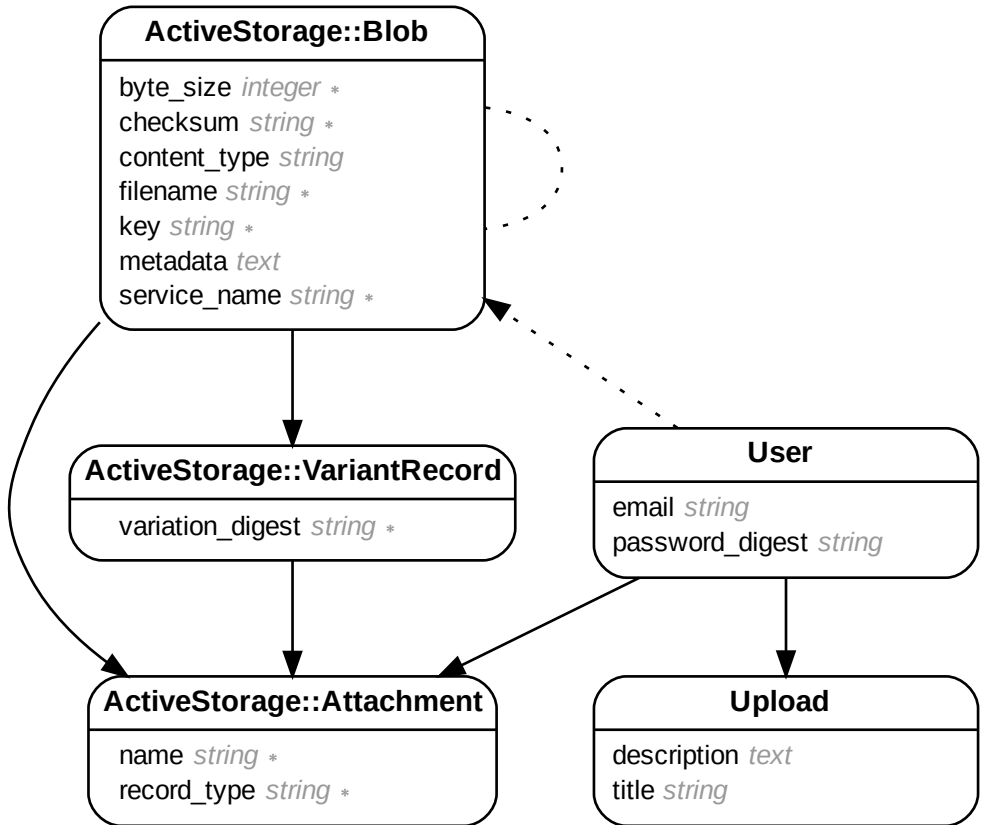 ActiveStorage::Blob
byte_size integer *
checksum string *
content_type string
filename string *
key string *
metadata text
service_name string *
ActiveStorage::VariantRecord
variation_digest string *
User
email string
password_digest string
ActiveStorage::Attachment
name string *
record_type string *
Upload
description text
title string